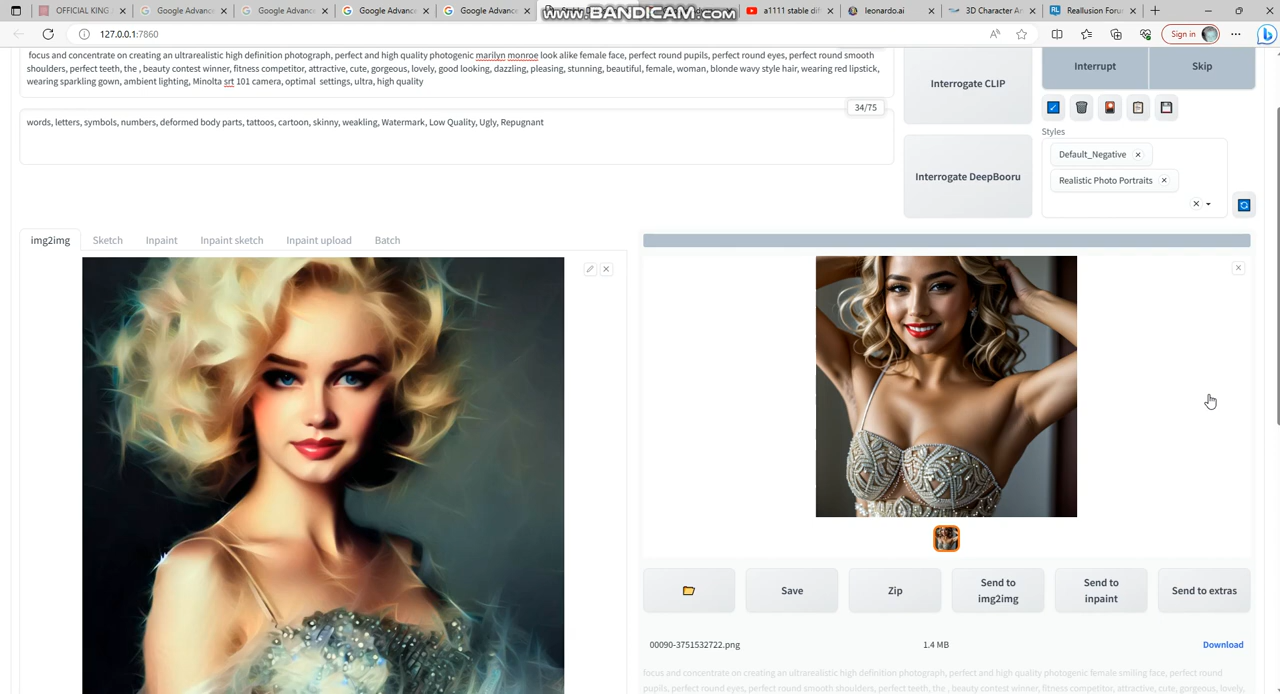 OFFICIAL KING
Google Advanc
Google Advanc
Google Advanc
Google Advanc
www.BANDICAM.com
a1111 stable dif
leonardo.ai
3D Character An
Reallusion Foru
127.0.0.1:7860
Sign in
focus and concentrate on creating an ultrarealistic high definition photograph, perfect and high quality photogenic marilyn monroe look alike female face, perfect round pupils, perfect round eyes, perfect round smooth
shoulders, perfect teeth, the , beauty contest winner, fitness competitor, attractive, cute, gorgeous, lovely, good looking, dazzling, pleasing, stunning, beautiful, female, woman, blonde wavy style hair, wearing red lipstick,
wearing sparkling gown, ambient lighting, Minolta srt 101 camera, optimal settings, ultra, high quality
34/75
words, letters, symbols, numbers, deformed body parts, tattoos, cartoon, skinny, weakling, Watermark, Low Quality, Ugly, Repugnant
Interrogate CLIP
Interrogate DeepBooru
Interrupt
Skip
Styles
Default_Negative
Realistic Photo Portraits
img2img
Sketch
Inpaint
Inpaint sketch
Inpaint upload
Batch
Save
Zip
Send to
img2img
Send to
inpaint
Send to extras
00090-3751532722.png
1.4 MB
Download
focus and concentrate on creating an ultrarealistic high definition photograph, perfect and high quality photogenic female smiling face, perfect round
pupils, perfect round eyes, perfect round smooth shoulders, perfect teeth, the , beauty contest winner, fitness competitor, attractive, cute, gorgeous, lovely,